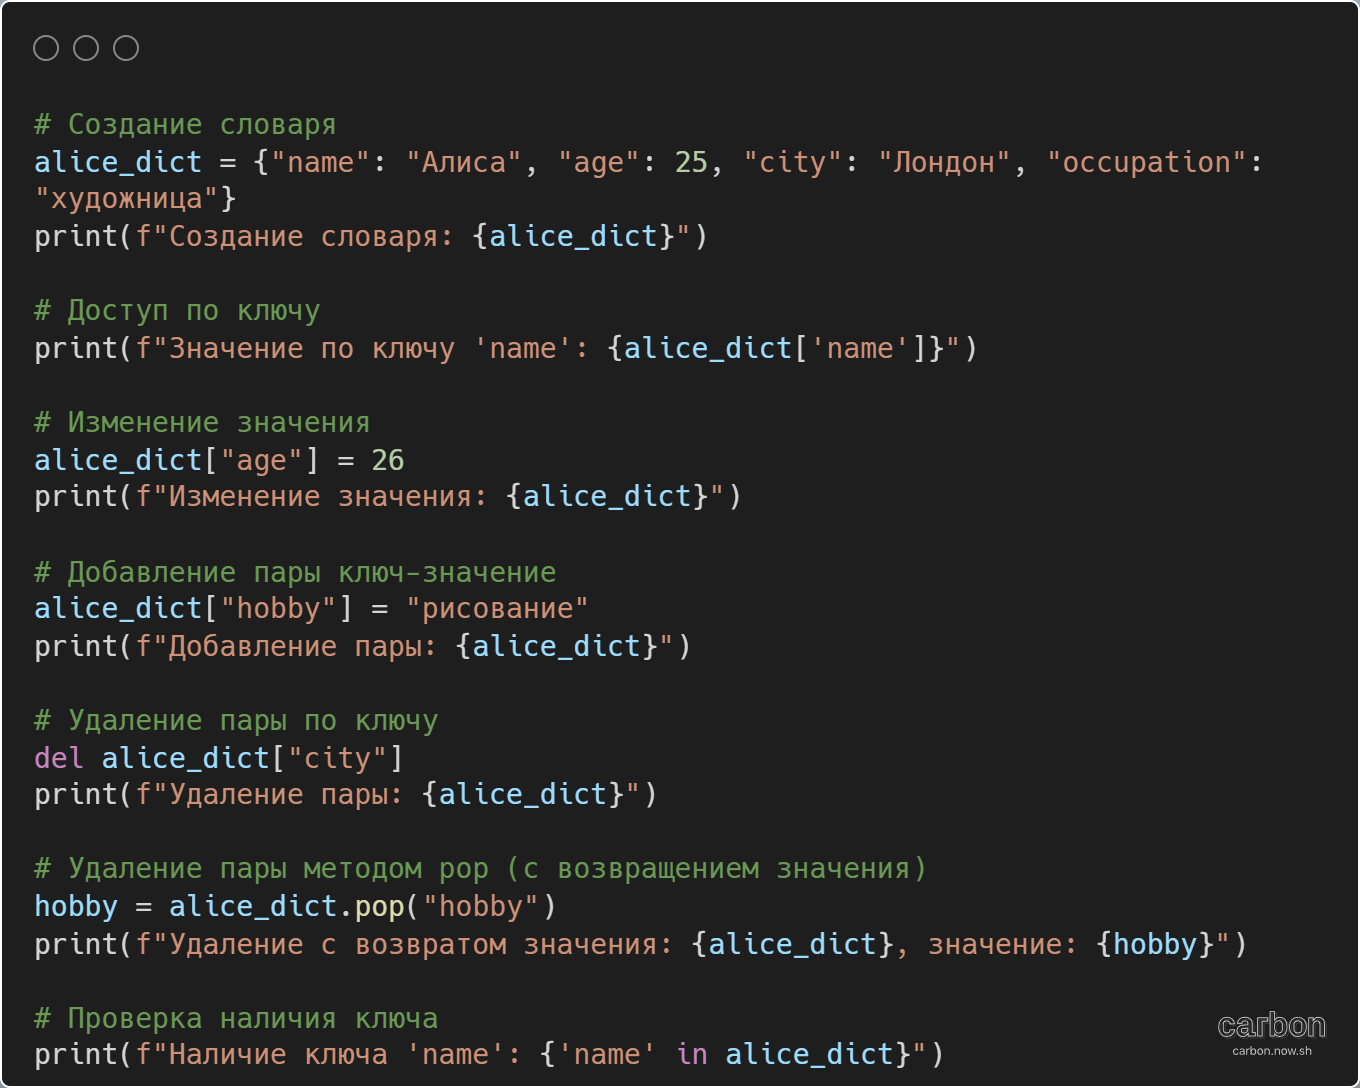 # Создание словаря
alice_dict = {"name": "Алиса", "age": 25, "city": "Лондон", "occupation":
"художница"}
print(f"Создание словаря: {alice_dict}")
# Доступ по ключу
print(f"Значение по ключу 'name': {alice_dict['name']}")
# Изменение значения
alice_dict["age"] = 26
print(f"Изменение значения: {alice_dict}")
# Добавление пары ключ-значение
alice_dict["hobby"] = "рисование"
print(f"Добавление пары: {alice_dict}")
# Удаление пары по ключу
del alice_dict["city"]
print(f"Удаление пары: {alice_dict}")
# Удаление пары методом pop (с возвращением значения)
hobby = alice_dict.pop("hobby")
print(f"Удаление с возвратом значения: {alice_dict}, значение: {hobby}")
# Проверка наличия ключа
print(f"Наличие ключа 'name': {'name' in alice_dict}")
carbon
carbon.now.sh